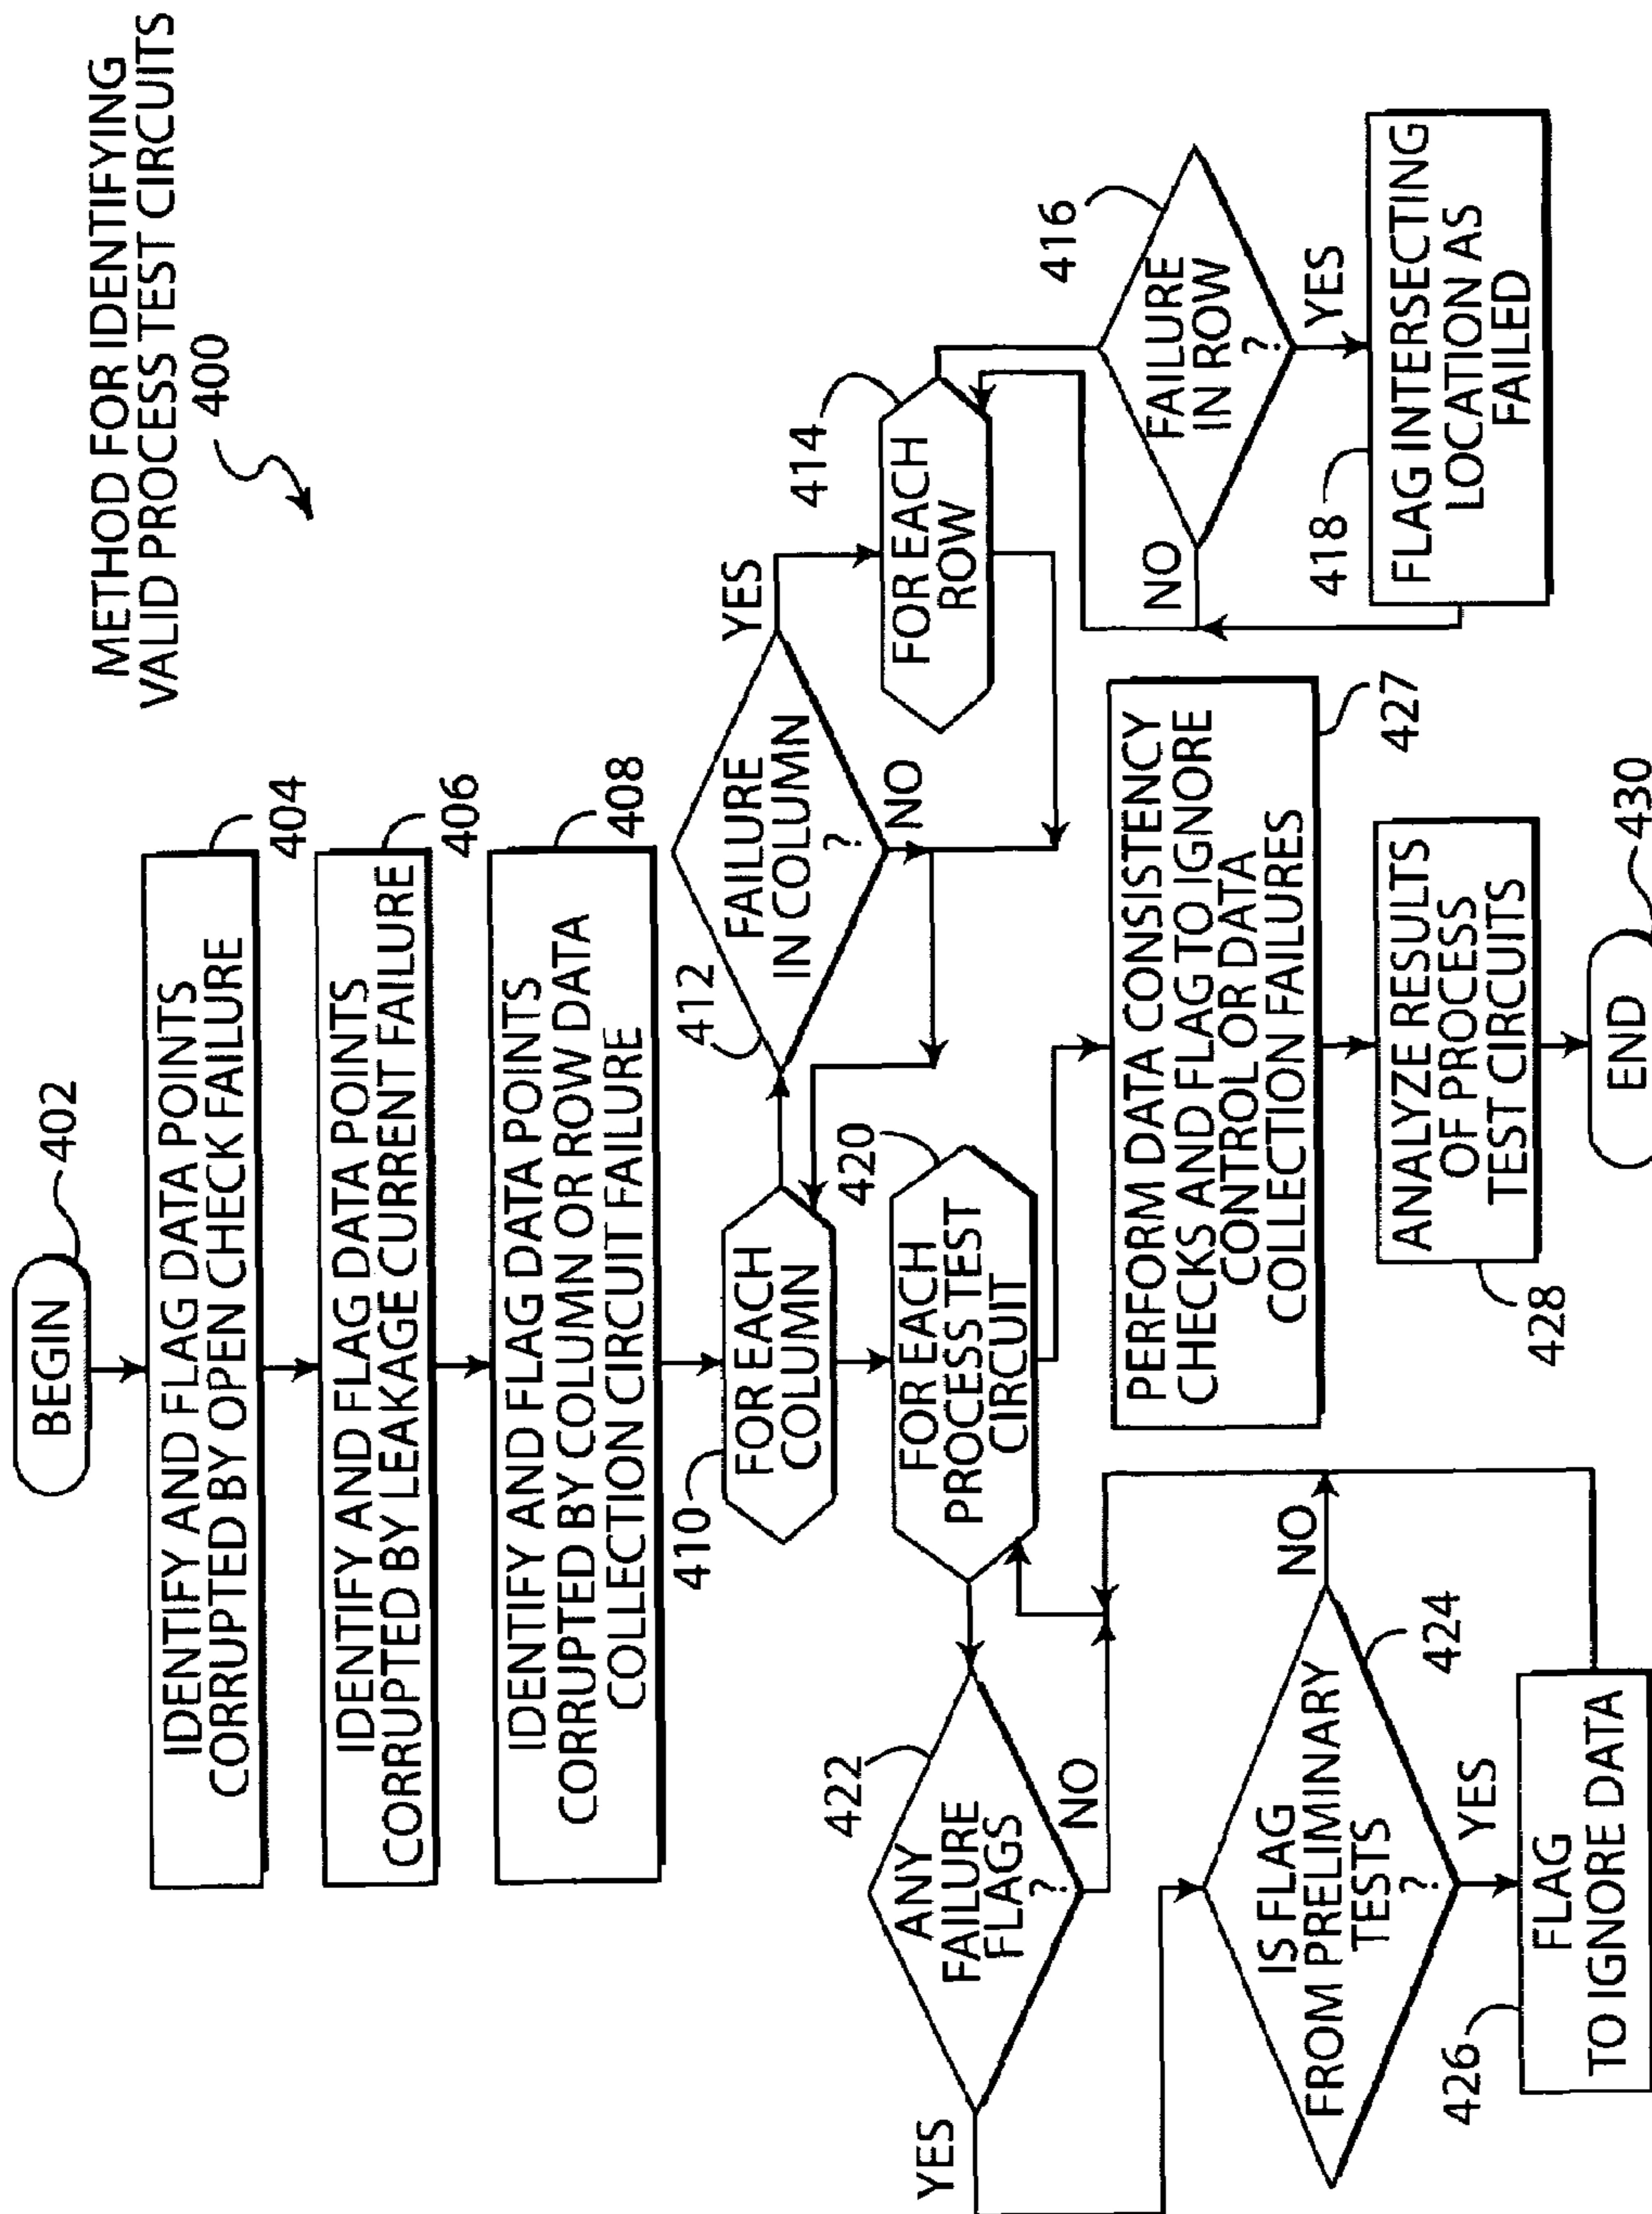 METHOD FOR IDENTIFYING
VALID PROCESS TEST CIRCUITS
400
BEGIN
402
IDENTIFY AND FLAG DATA POINTS
CORRUPTED BY OPEN CHECK FAILURE
404
IDENTIFY AND FLAG DATA POINTS
CORRUPTED BY LEAKAGE CURRENT FAILURE
406
IDENTIFY AND FLAG DATA POINTS
CORRUPTED BY COLUMN OR ROW DATA
COLLECTION CIRCUIT FAILURE
408
410
FOR EACH
COLUMN
412
FAILURE
IN COLUMN
?
YES
NO
414
FOR EACH
ROW
416
FAILURE
IN ROW
?
NO
YES
418
FLAG INTERSECTING
LOCATION AS
FAILED
420
FOR EACH
PROCESS TEST
CIRCUIT
422
ANY
FAILURE
FLAGS
?
YES
NO
424
IS FLAG
FROM PRELIMINARY
TESTS
?
NO
YES
426
FLAG
TO IGNORE DATA
PERFORM DATA CONSISTENCY
CHECKS AND FLAG TO IGNORE
CONTROL OR DATA
COLLECTION FAILURES
427
ANALYZE RESULTS
OF PROCESS
TEST CIRCUITS
428
END
430